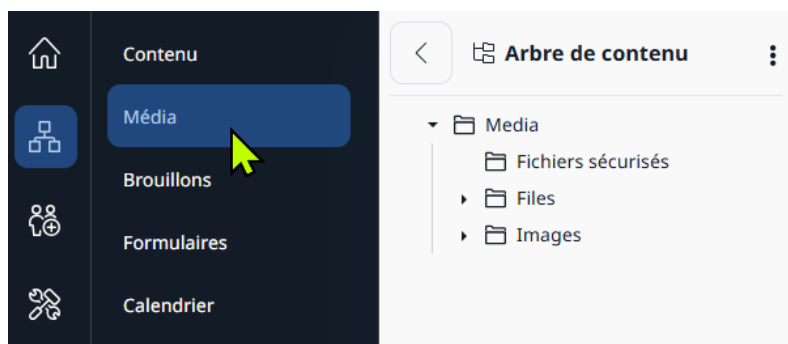 Contenu
Média
Brouillons
Formulaires
Calendrier
Arbre de contenu
Media
Fichiers sécurisés
Files
Images